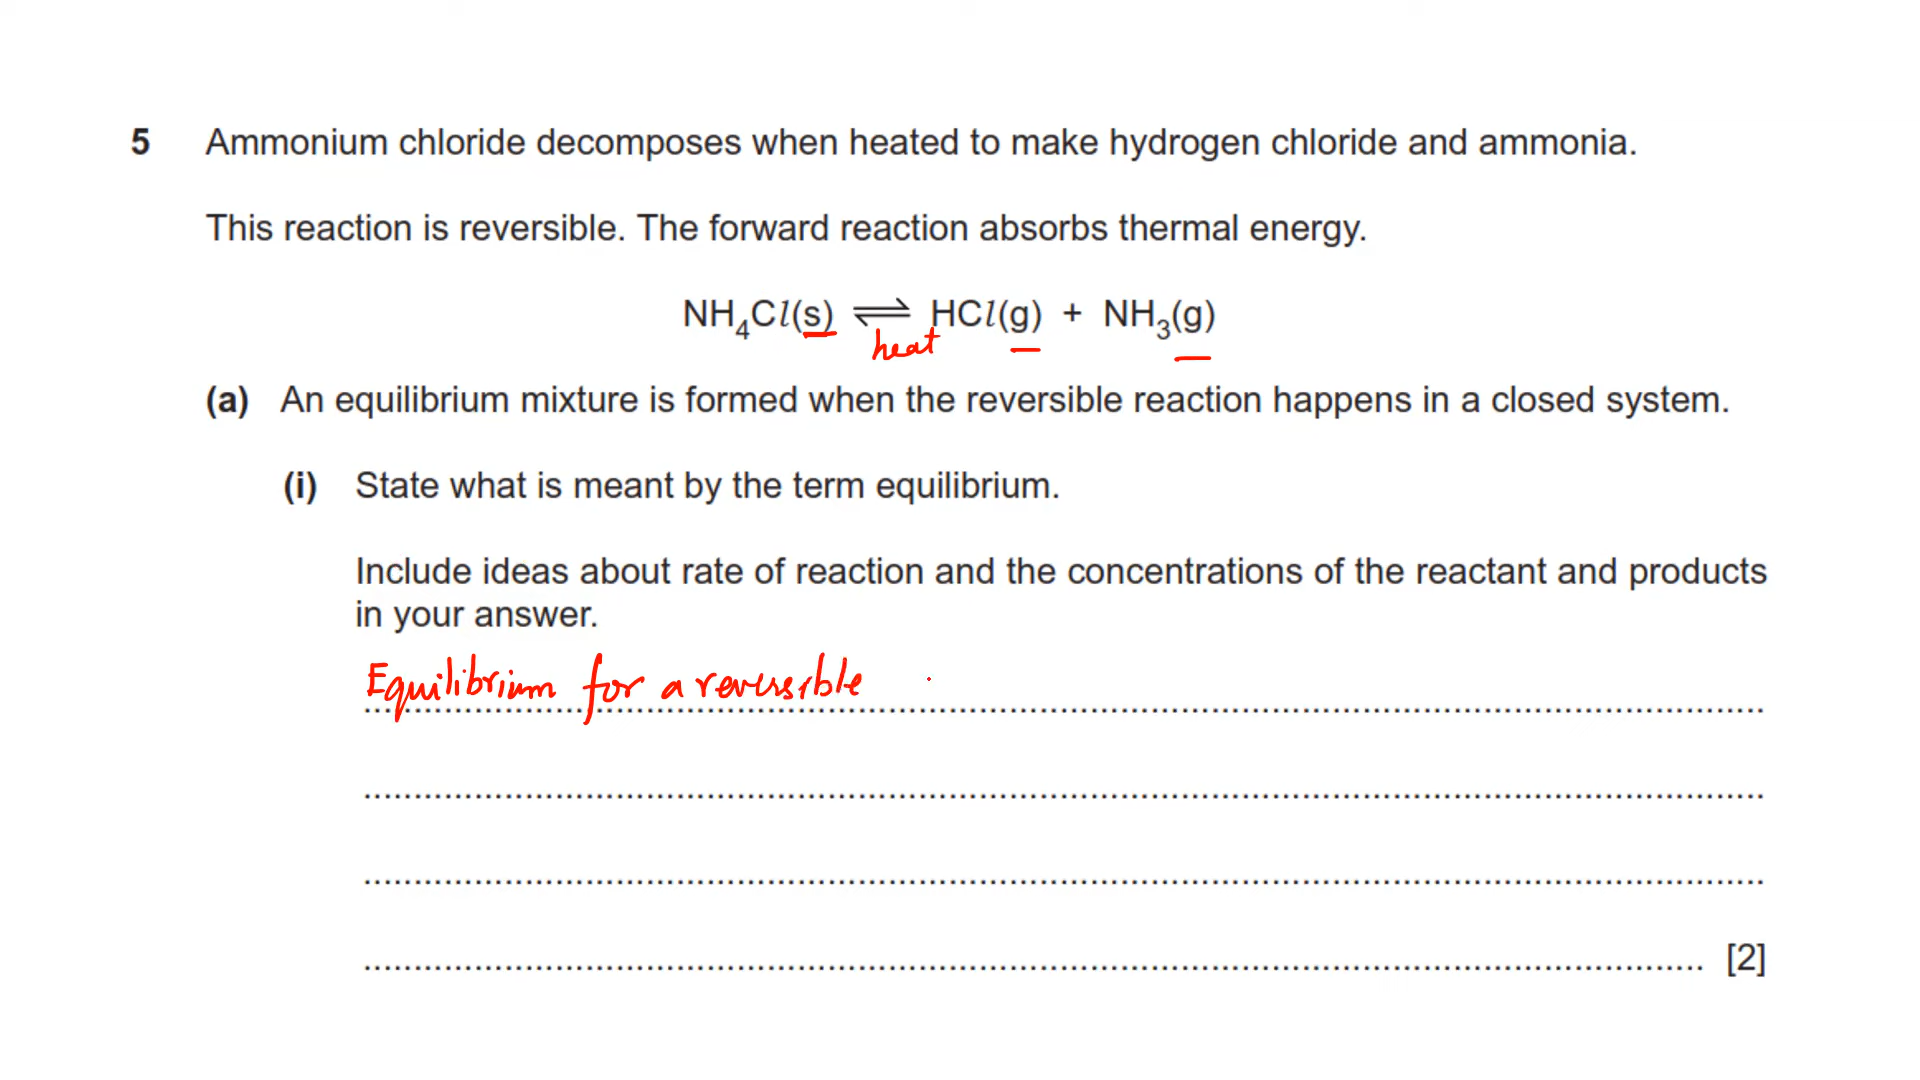 5 Ammonium chloride decomposes when heated to make hydrogen chloride and ammonia.
This reaction is reversible. The forward reaction absorbs thermal energy.
NH₄Cl(s) ⇌ HCl(g) + NH₃(g)
heat
(a) An equilibrium mixture is formed when the reversible reaction happens in a closed system.
(i) State what is meant by the term equilibrium.
Include ideas about rate of reaction and the concentrations of the reactant and products
in your answer.
Equilibrium for a reversible
[2]